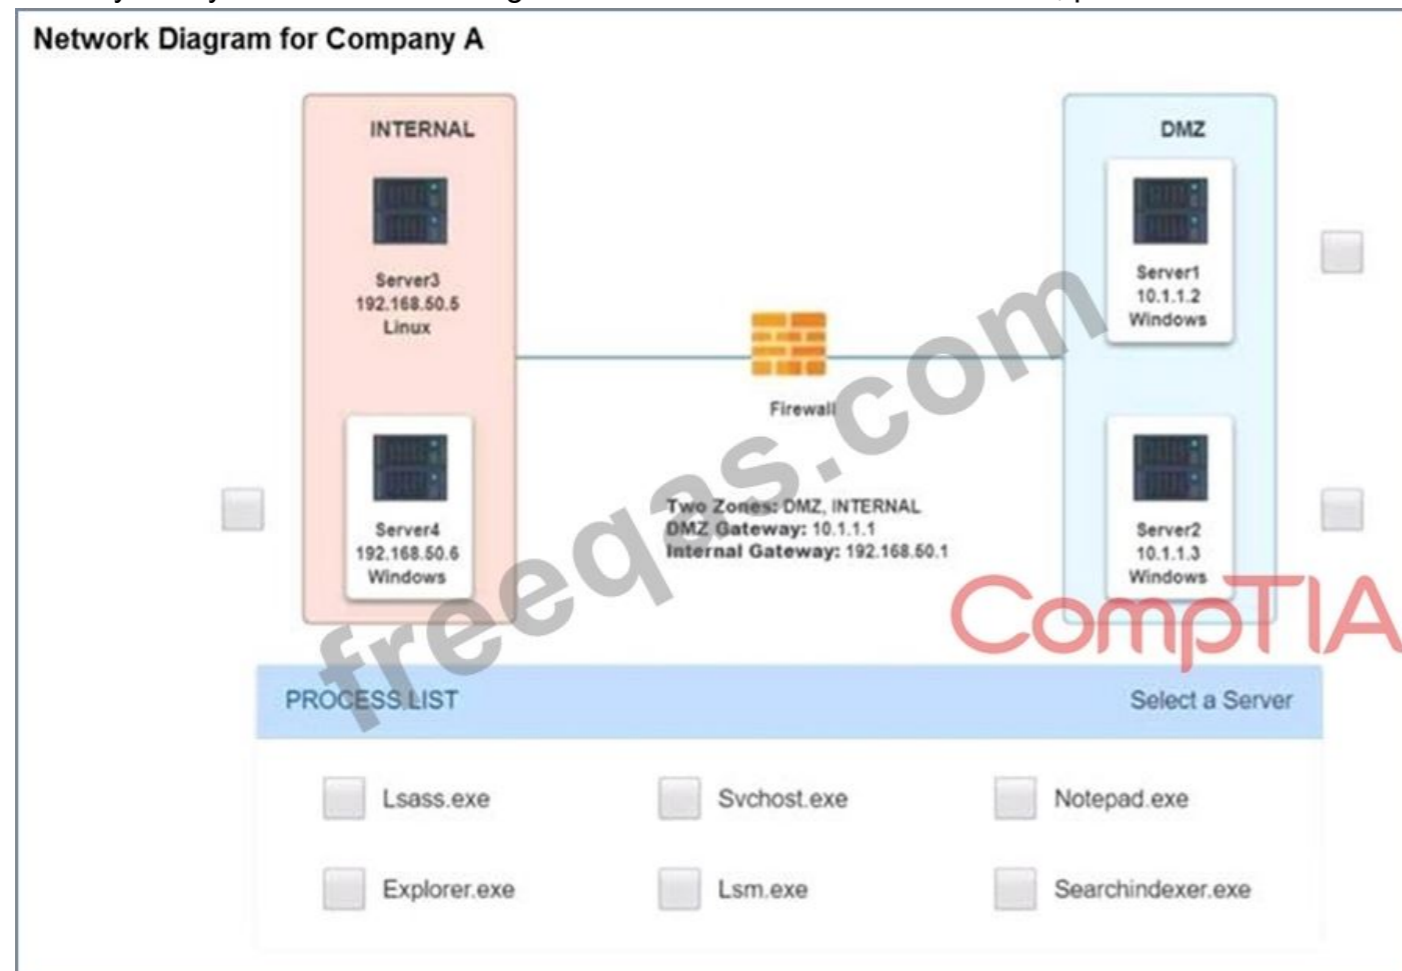 Network Diagram for Company A
INTERNAL
DMZ
Server3
192.168.50.5
Linux
Server1
10.1.1.2
Windows
Firewall
Server4
192.168.50.6
Windows
Two Zones: DMZ, INTERNAL
DMZ Gateway: 10.1.1.1
Internal Gateway: 192.168.50.1
Server2
10.1.1.3
Windows
freeqas.com
CompTIA
PROCESS LIST
Select a Server
Lsass.exe
Svchost.exe
Notepad.exe
Explorer.exe
Lsm.exe
Searchindexer.exe